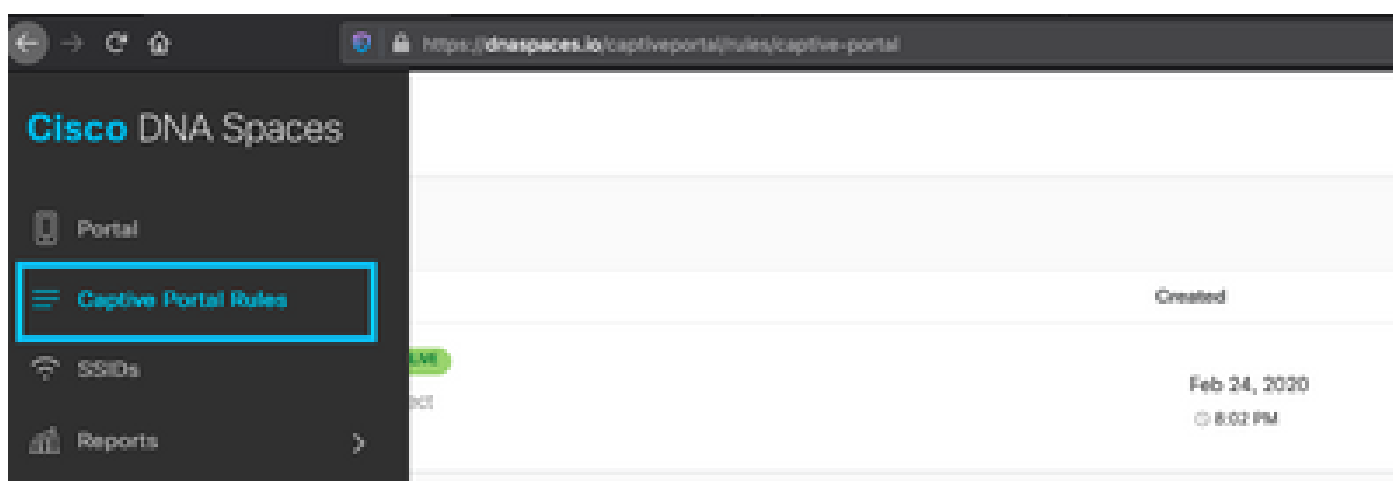 https://dnaspaces.io/captiveportal/rules/captive-portal
Cisco DNA Spaces
Portal
Captive Portal Rules
Created
SSIDs
Feb 24, 2020
8:02 PM
Reports